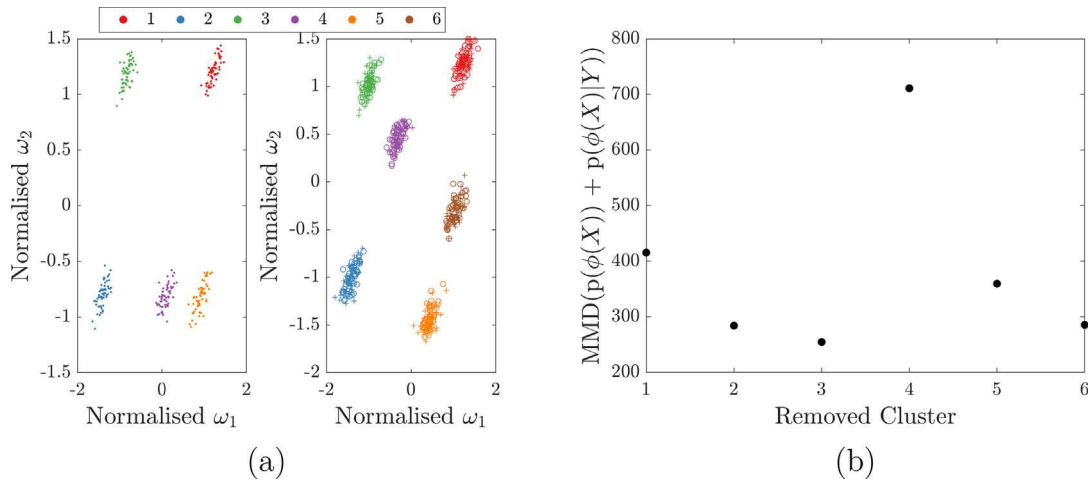 1 2 3 4 5 6
1.5
1
0.5
0
-0.5
-1
-1.5
-2 0 2
Normalised ω₂
Normalised ω₁
1.5
1
0.5
0
-0.5
-1
-1.5
-2
-2 0 2
Normalised ω₂
Normalised ω₁
(a)
800
700
600
500
400
300
200
1 2 3 4 5 6
MMD(p(ϕ(X)) + p(ϕ(X)|Y))
Removed Cluster
(b)